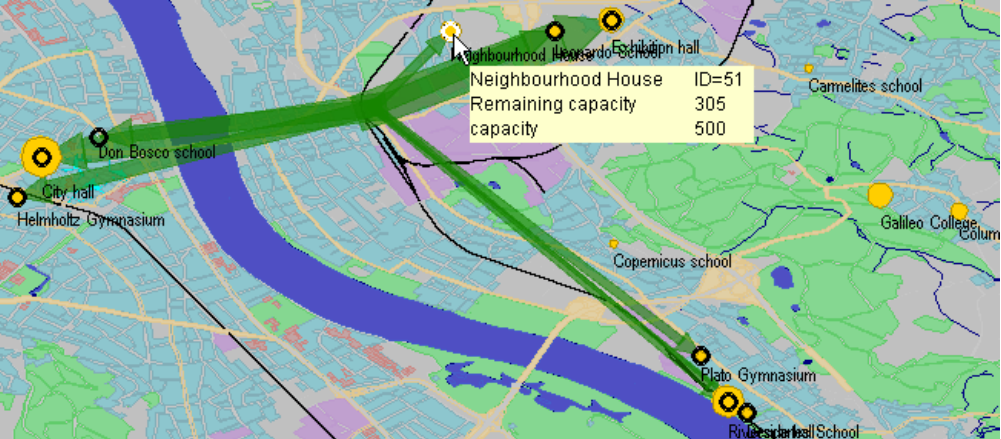 Neighbourhood House
Leonardo School
Exhibition hall
Neighbourhood House ID=51
Remaining capacity 305
capacity 500
Carmelites school
Don Bosco school
City hall
Helmholtz Gymnasium
Galileo College
Colum
Copernicus school
Plato Gymnasium
School